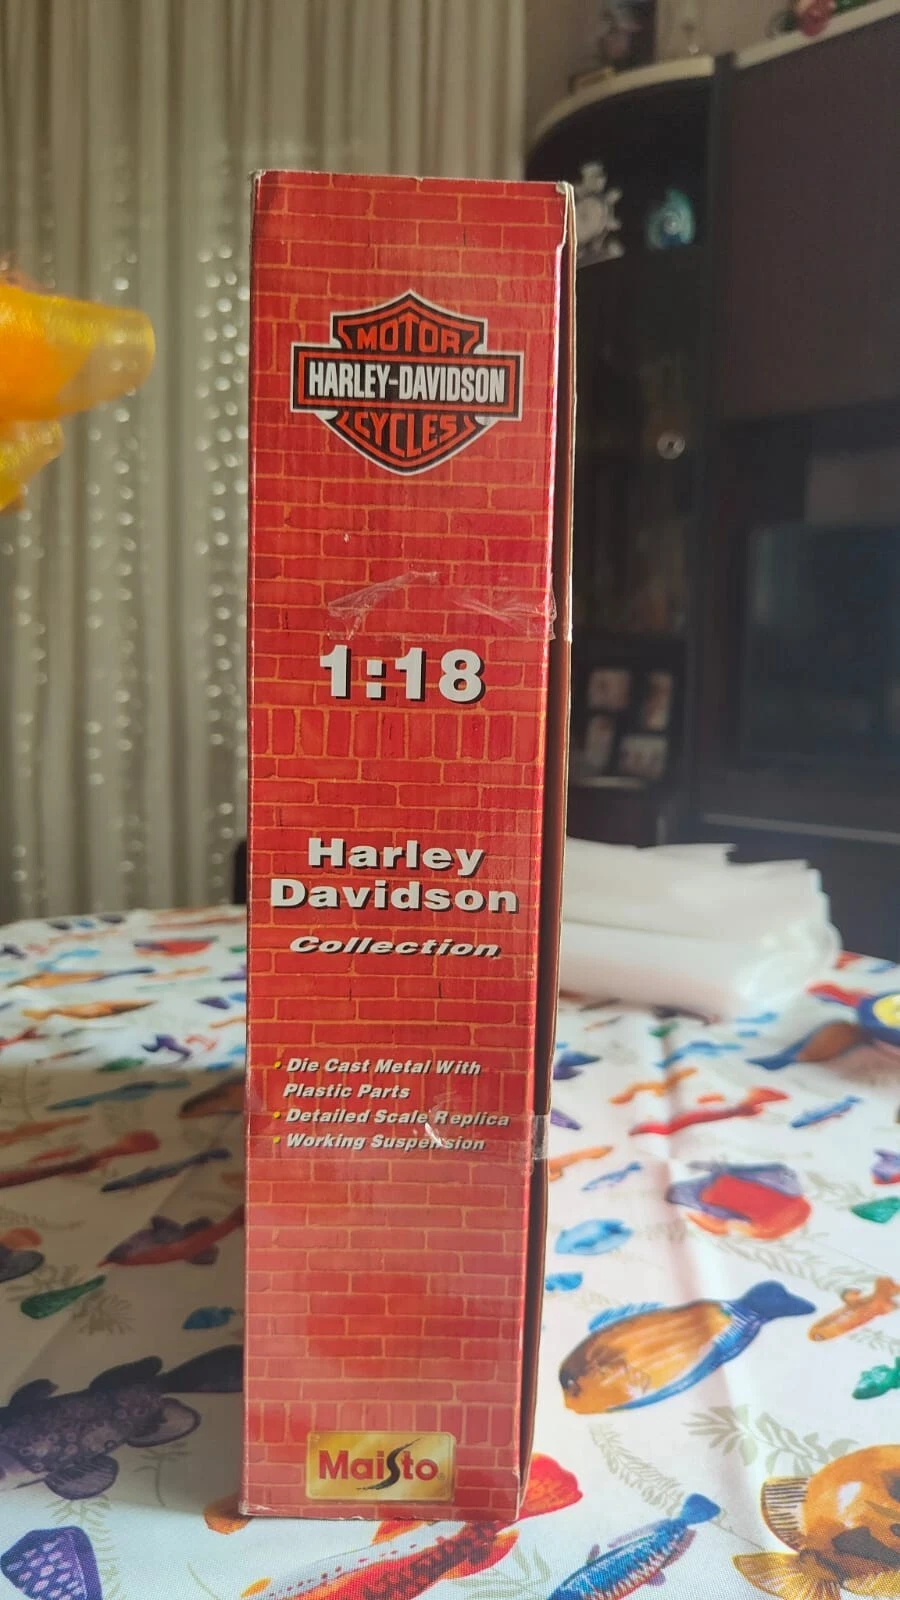 MOTOR
HARLEY-DAVIDSON
CYCLES
1:18
Harley
Davidson
Collection
• Die Cast Metal With
Plastic Parts
• Detailed Scale Replica
• Working Suspension
MaiSto